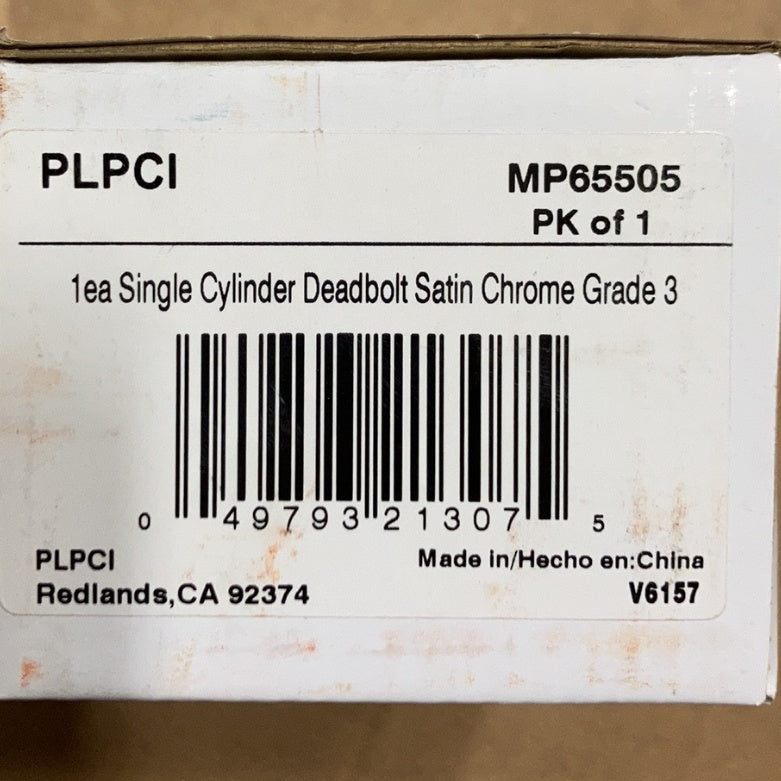 PLPCI
MP65505
PK of 1
1ea Single Cylinder Deadbolt Satin Chrome Grade 3
0 49793 21307 5
PLPCI
Made in/Hecho en:China
Redlands,CA 92374
V6157